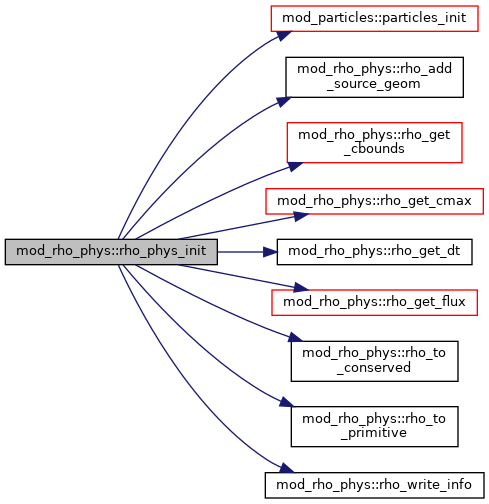 mod_particles::particles_init
mod_rho_phys::rho_add
_source_geom
mod_rho_phys::rho_get
_cbounds
mod_rho_phys::rho_get_cmax
mod_rho_phys::rho_phys_init
mod_rho_phys::rho_get_dt
mod_rho_phys::rho_get_flux
mod_rho_phys::rho_to
_conserved
mod_rho_phys::rho_to
_primitive
mod_rho_phys::rho_write_info